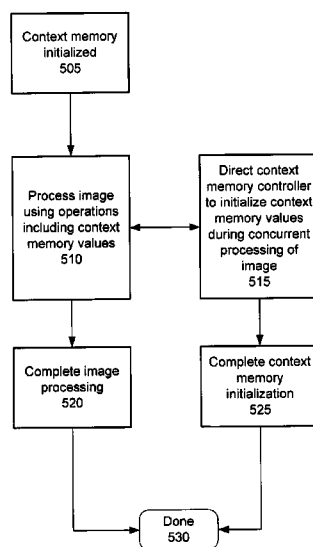 Context memory
initialized
505
Process image
using operations
including context
memory values
510
Direct context
memory controller
to initialize context
memory values
during concurrent
processing of
image
515
Complete image
processing
520
Complete context
memory
initialization
525
Done
530